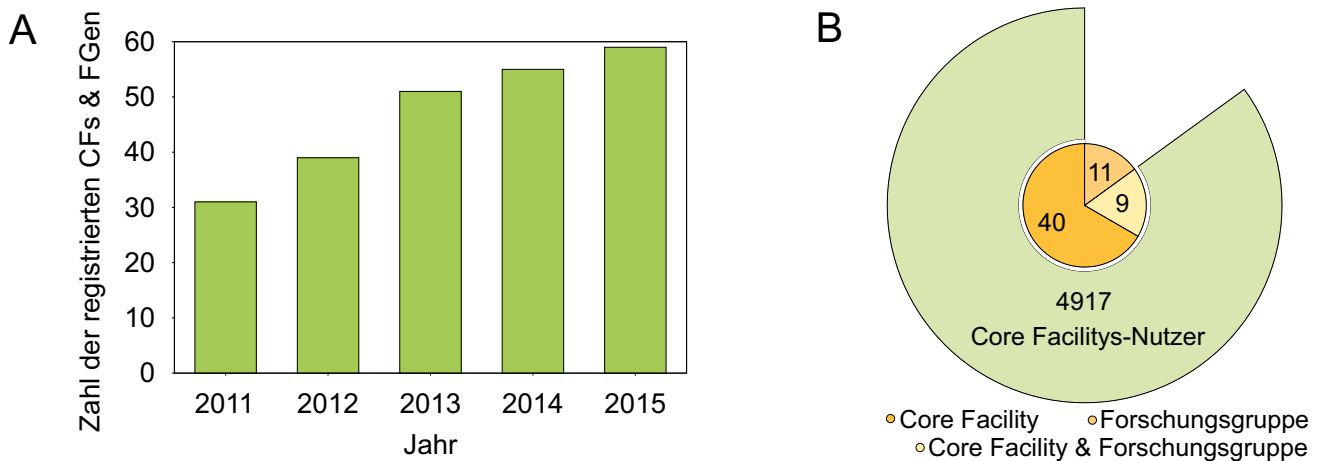 A
Zahl der registrierten CFs & FGen
60
50
40
30
20
10
0
2011 2012 2013 2014 2015
Jahr
B
11
9
40
4917
Core Facilitys-Nutzer
Core Facility Forschungsgruppe
Core Facility & Forschungsgruppe